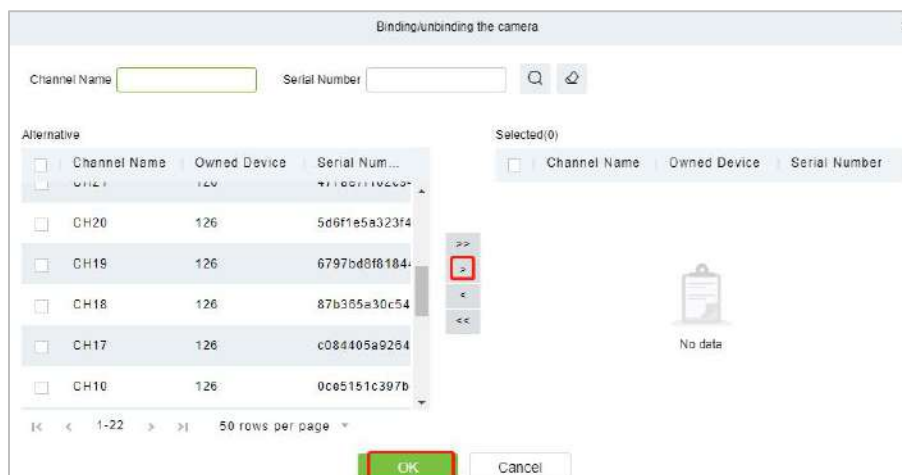 Binding/unbinding the camera
Channel Name Serial Number
Alternative Selected(0)
Channel Name Owned Device Serial Num... Channel Name Owned Device Serial Number
CH20 126 5d6f1e5a323f4
>>
CH19 126 6797bd8f8184
>
CH18 126 87b365a30c54
<
<<
CH17 126 c084405a9264
No data
CH10 126 0ce5151c397b
|< < 1-22 > >| 50 rows per page
OK Cancel